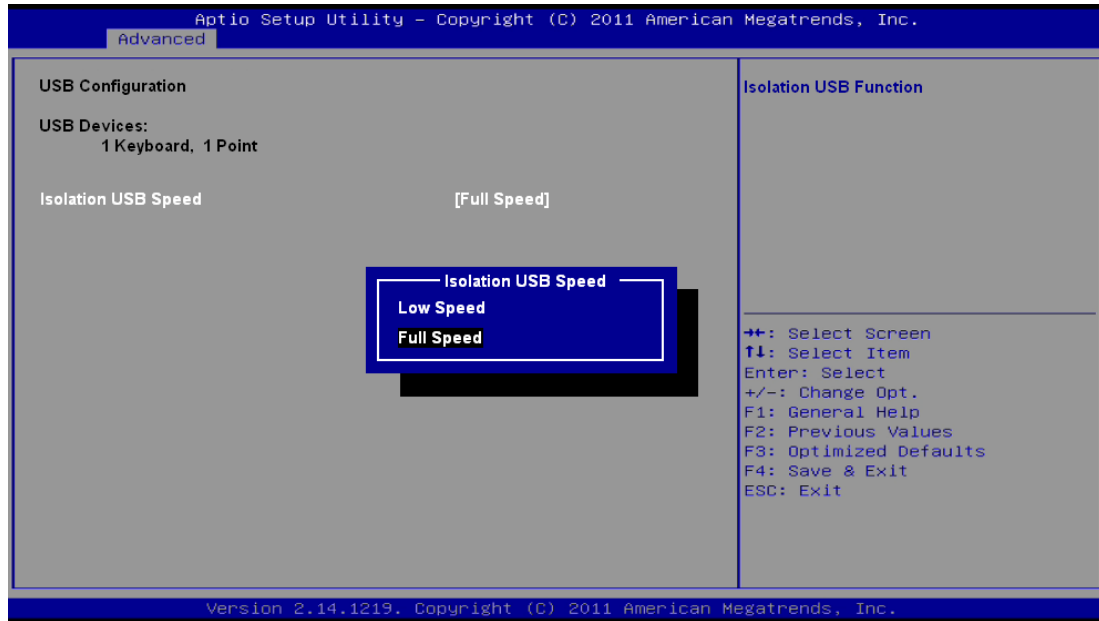 Aptio Setup Utility – Copyright (C) 2011 American Megatrends, Inc.
Advanced
USB Configuration
USB Devices:
1 Keyboard, 1 Point
Isolation USB Speed [Full Speed]
Isolation USB Speed
Low Speed
Full Speed
Isolation USB Function
→←: Select Screen
↑↓: Select Item
Enter: Select
+/-: Change Opt.
F1: General Help
F2: Previous Values
F3: Optimized Defaults
F4: Save & Exit
ESC: Exit
Version 2.14.1219. Copyright (C) 2011 American Megatrends, Inc.